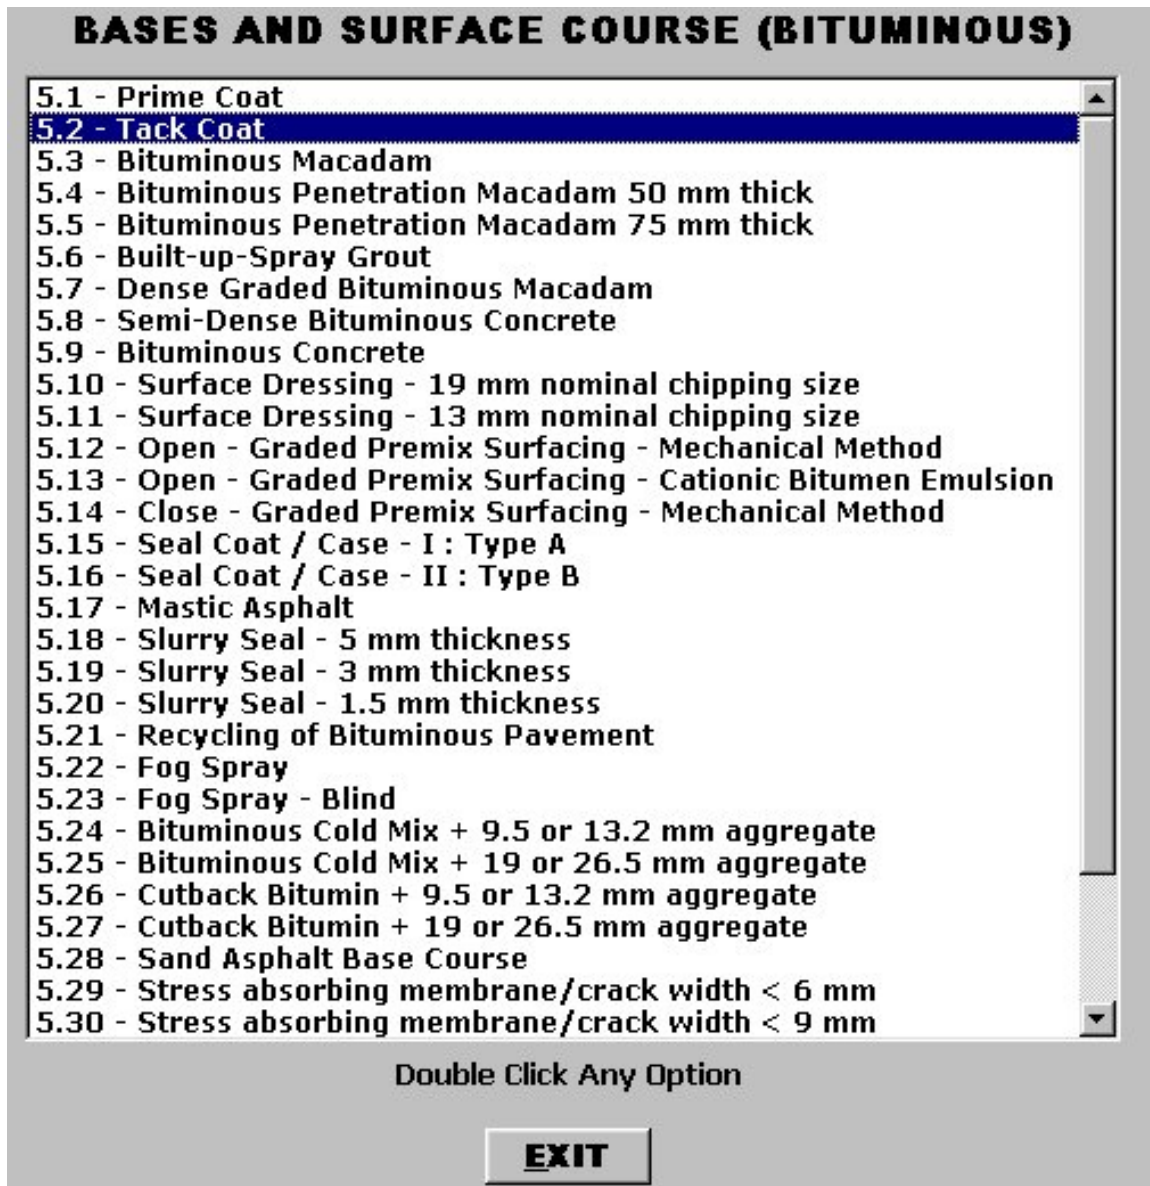 BASES AND SURFACE COURSE (BITUMINOUS)
5.1 - Prime Coat
5.2 - Tack Coat
5.3 - Bituminous Macadam
5.4 - Bituminous Penetration Macadam 50 mm thick
5.5 - Bituminous Penetration Macadam 75 mm thick
5.6 - Built-up-Spray Grout
5.7 - Dense Graded Bituminous Macadam
5.8 - Semi-Dense Bituminous Concrete
5.9 - Bituminous Concrete
5.10 - Surface Dressing - 19 mm nominal chipping size
5.11 - Surface Dressing - 13 mm nominal chipping size
5.12 - Open - Graded Premix Surfacing - Mechanical Method
5.13 - Open - Graded Premix Surfacing - Cationic Bitumen Emulsion
5.14 - Close - Graded Premix Surfacing - Mechanical Method
5.15 - Seal Coat / Case - I : Type A
5.16 - Seal Coat / Case - II : Type B
5.17 - Mastic Asphalt
5.18 - Slurry Seal - 5 mm thickness
5.19 - Slurry Seal - 3 mm thickness
5.20 - Slurry Seal - 1.5 mm thickness
5.21 - Recycling of Bituminous Pavement
5.22 - Fog Spray
5.23 - Fog Spray - Blind
5.24 - Bituminous Cold Mix + 9.5 or 13.2 mm aggregate
5.25 - Bituminous Cold Mix + 19 or 26.5 mm aggregate
5.26 - Cutback Bitumin + 9.5 or 13.2 mm aggregate
5.27 - Cutback Bitumin + 19 or 26.5 mm aggregate
5.28 - Sand Asphalt Base Course
5.29 - Stress absorbing membrane/crack width < 6 mm
5.30 - Stress absorbing membrane/crack width < 9 mm
Double Click Any Option
EXIT